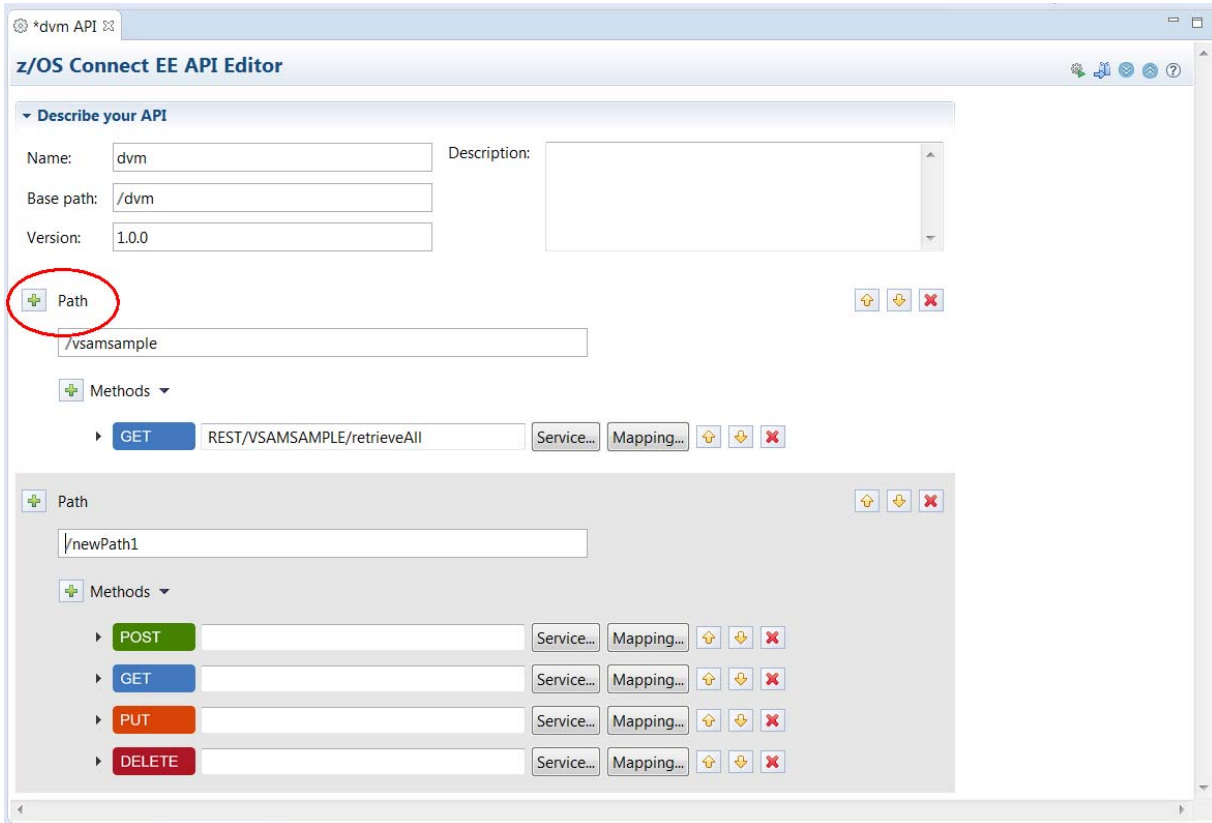 *dvm API
z/OS Connect EE API Editor
Describe your API
Name: dvm Description:
Base path: /dvm
Version: 1.0.0
Path
/vsamsample
Methods
GET REST/VSAMSAMPLE/retrieveAll Service... Mapping...
Path
/newPath1
Methods
POST Service... Mapping...
GET Service... Mapping...
PUT Service... Mapping...
DELETE Service... Mapping...